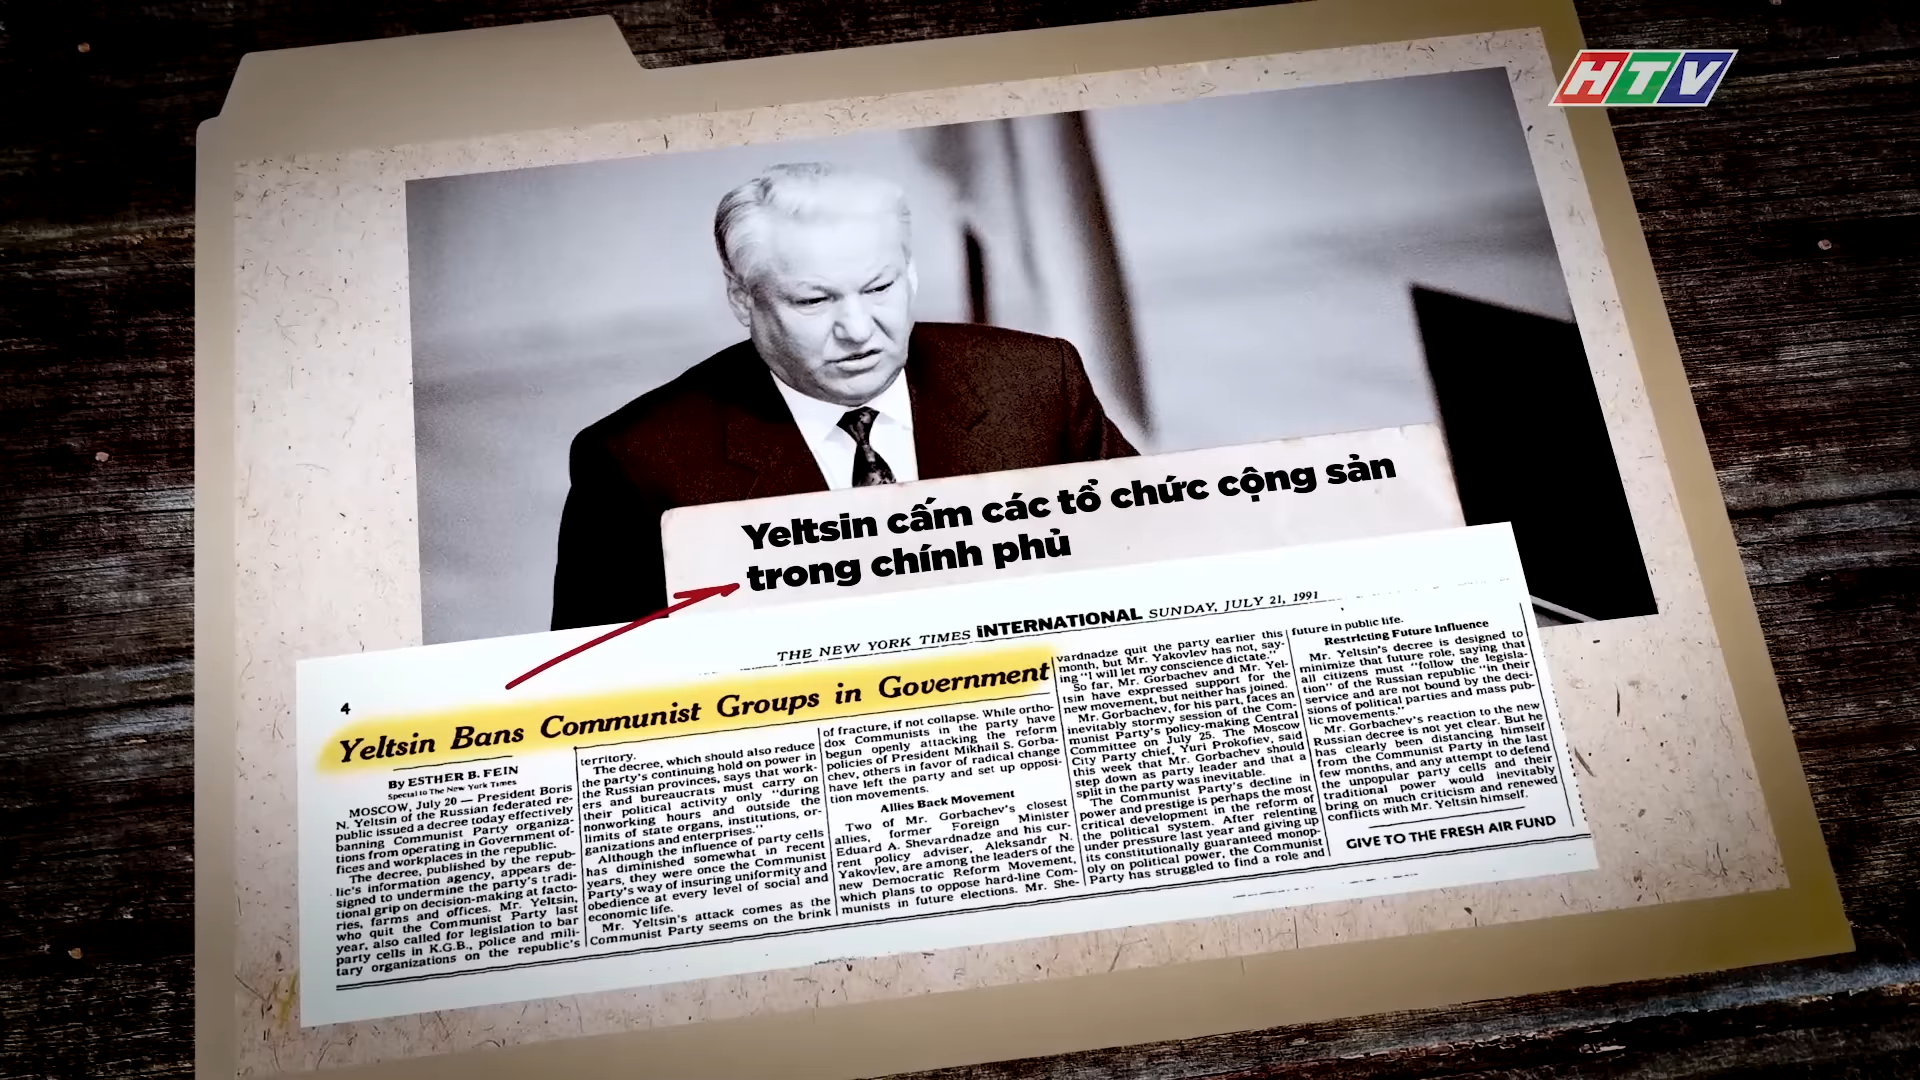 HTV
Yeltsin cấm các tổ chức cộng sản
trong chính phủ
THE NEW YORK TIMES INTERNATIONAL SUNDAY, JULY 21, 1991
4
Yeltsin Bans Communist Groups in Government
By ESTHER B. FEIN
Special to The New York Times
MOSCOW, July 20 — President Boris
N. Yeltsin of the Russian federated re-
public issued a decree today effectively
banning Communist Party organiza-
tions from operating in Government of-
fices and workplaces in the republic.
The decree, published by the repub-
lic's information agency, appears de-
signed to undermine the party's tradi-
tional grip on decision-making at facto-
ries, farms and offices. Mr. Yeltsin,
who quit the Communist Party last
year, also called for legislation to bar
party cells in K.G.B., police and mili-
tary organizations on the republic's
territory.
The decree, which should also reduce
the party's continuing hold on power in
the Russian provinces, says that work-
ers and bureaucrats must carry on
their political activity only "during
nonworking hours and outside the
limits of state organs, institutions, or-
ganizations and enterprises."
Although the influence of party cells
has diminished somewhat in recent
years, they were once the Communist
Party's way of insuring uniformity and
obedience at every level of social and
economic life.
Mr. Yeltsin's attack comes as the
Communist Party seems on the brink
of fracture, if not collapse. While ortho-
dox Communists in the party have
begun openly attacking the reform
policies of President Mikhail S. Gorba-
chev, others in favor of radical change
have left the party and set up opposi-
tion movements.
Allies Back Movement
Two of Mr. Gorbachev's closest
allies, former Foreign Minister
Eduard A. Shevardnadze and his cur-
rent policy adviser, Aleksandr N.
Yakovlev, are among the leaders of the
new Democratic Reform Movement,
which plans to oppose hard-line Com-
munists in future elections. Mr. She-
vardnadze quit the party earlier this
month, but Mr. Yakovlev has not, say-
ing "I will let my conscience dictate."
So far, Mr. Gorbachev and Mr. Yel-
tsin have expressed support for the
new movement, but neither has joined.
Mr. Gorbachev, for his part, faces an
inevitably stormy session of the Com-
munist Party's policy-making Central
Committee on July 25. The Moscow
City Party chief, Yuri Prokofiev, said
this week that Mr. Gorbachev should
step down as party leader and that a
split in the party was inevitable.
The Communist Party's decline in
power and prestige is perhaps the most
critical development in the reform of
the political system. After relenting
under pressure last year and giving up
its constitutionally guaranteed monop-
oly on political power, the Communist
Party has struggled to find a role and
future in public life.
Restricting Future Influence
Mr. Yeltsin's decree is designed to
minimize that future role, saying that
all citizens must "follow the legisla-
tion" of the Russian republic "in their
service and are not bound by the deci-
sions of political parties and mass pub-
lic movements."
Mr. Gorbachev's reaction to the new
Russian decree is not yet clear. But he
has clearly been distancing himself
from the Communist Party in the last
few months, and any attempt to defend
the unpopular party cells and their
traditional power would inevitably
bring on much criticism and renewed
conflicts with Mr. Yeltsin himself.
GIVE TO THE FRESH AIR FUND